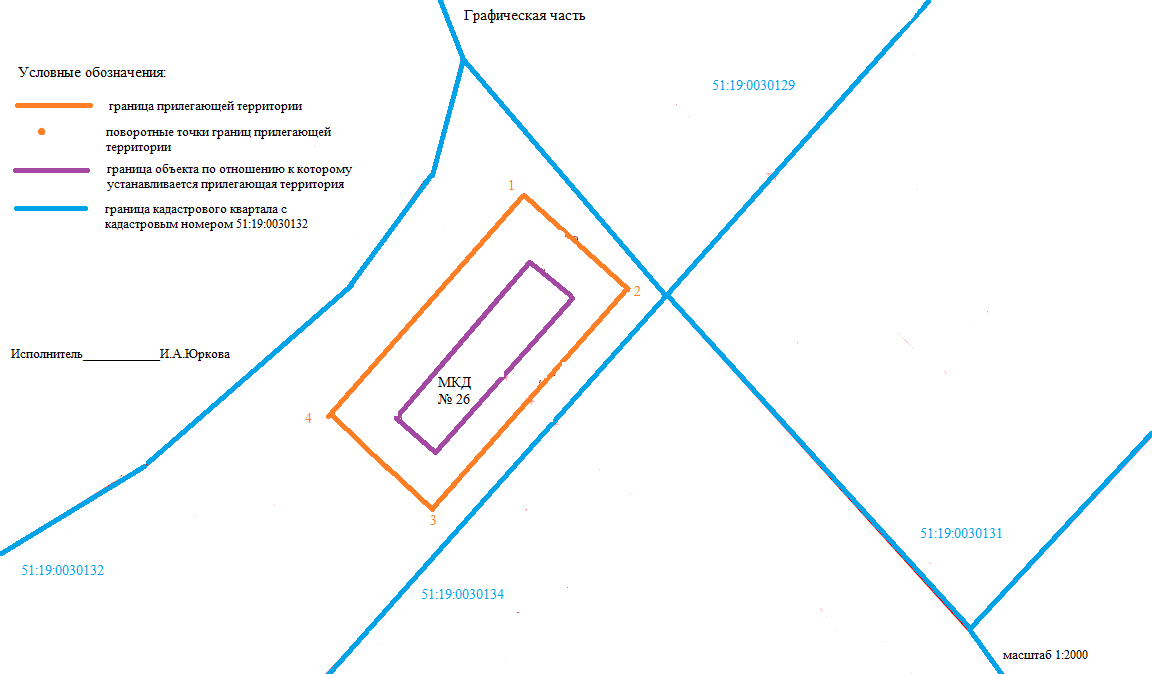 Графическая часть
51:19:0030129
Условные обозначения:
граница прилегающей территории
поворотные точки границ прилегающей
территории
граница объекта по отношению к которому
устанавливается прилегающая территория
граница кадастрового квартала с
кадастровым номером 51:19:0030132
1
2
Исполнитель____________И.А.Юркова
МКД
№ 26
4
3
51:19:0030131
51:19:0030132
51:19:0030134
масштаб 1:2000